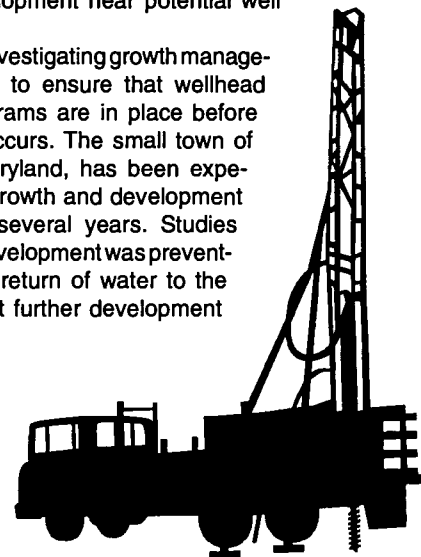 opment near potential well
vestigating growth manage-
to ensure that wellhead
rams are in place before
ccurs. The small town of
ryland, has been expe-
rowth and development
several years. Studies
velopment was prevent-
return of water to the
t further development